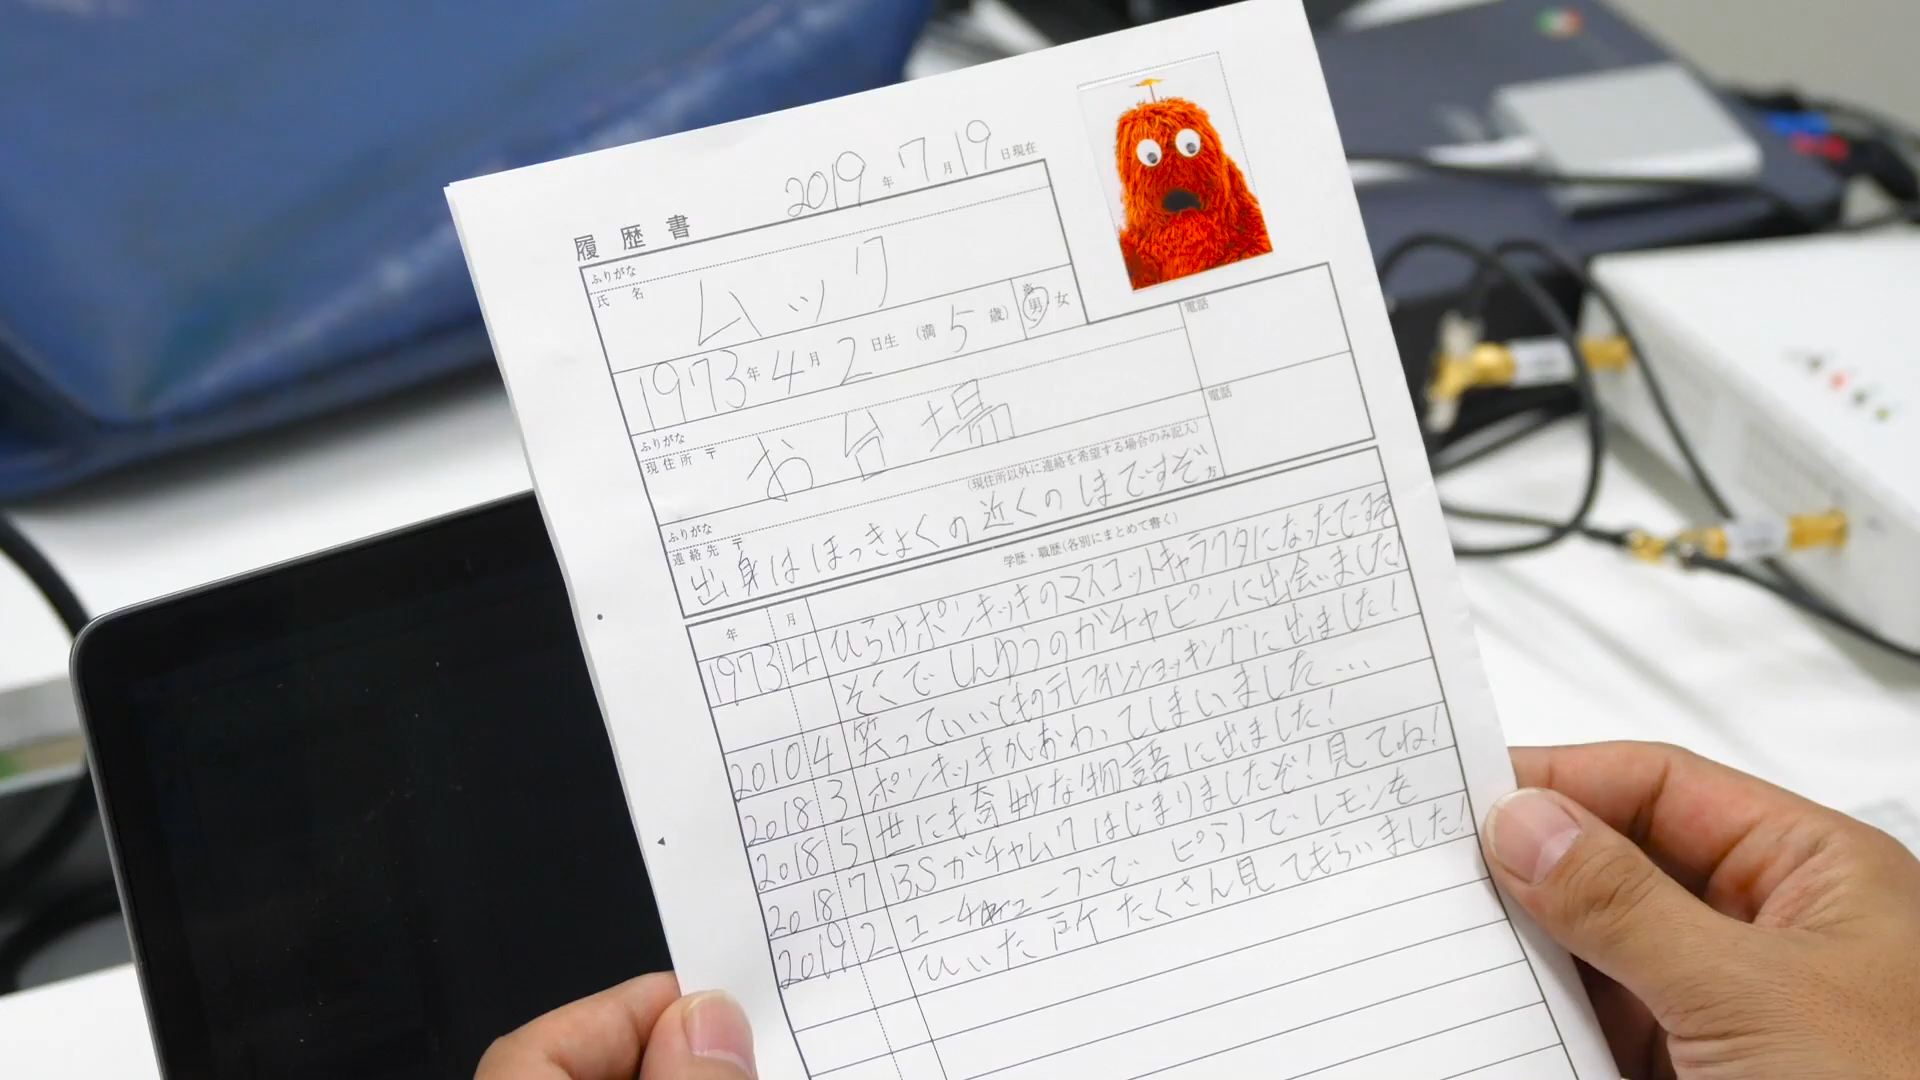 履歴書 2019年7月19日現在
ふりがな
氏 名 ムック
1973年4月2日生 (満5歳) ※ 男 女
ふりがな 電話
現住所 〒 お台場
(現住所以外に連絡を希望する場合のみ記入)
ふりがな 電話
連絡先 〒 出身はほっきょくの近くのほですぞ 方
年 月 学歴・職歴(各別にまとめて書く)
1973 4 ひらけポンキッキのマスコットキャラクタになったですぞ
そこでしんゆうのガチャピンに出会いました!
2010 4 笑っていいとものテレフォンショッキングに出ました!
2018 3 ポンキッキがおわってしまいました…
2018 5 世にも奇妙な物語に出ました!
2018 7 BSガチャムクはじまりましたぞ!見てね!
2019 2 ユーチューブでピラノでレモンを
ひいた所たくさん見てもらいました!